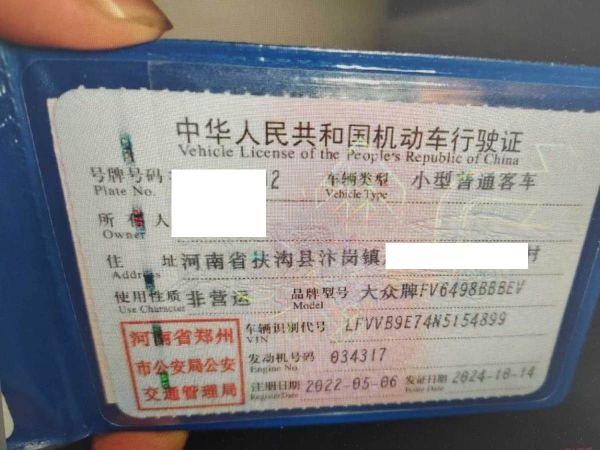 中华人民共和国机动车行驶证
Vehicle License of the People's Republic of China
号牌号码 2 车辆类型 小型普通客车
Plate No. Vehicle Type
所有人
Owner
住址 河南省扶沟县汴岗镇 村
Address
使用性质 非营运 品牌型号 大众牌FV6498BBBEV
Use Character Model
河南省郑州
市公安局公安
交通管理局
车辆识别代号 LFVVB9E74N5154899
VIN
发动机号码 034317
Engine No.
注册日期 2022-05-06 发证日期 2024-10-14
Register Date Issue Date